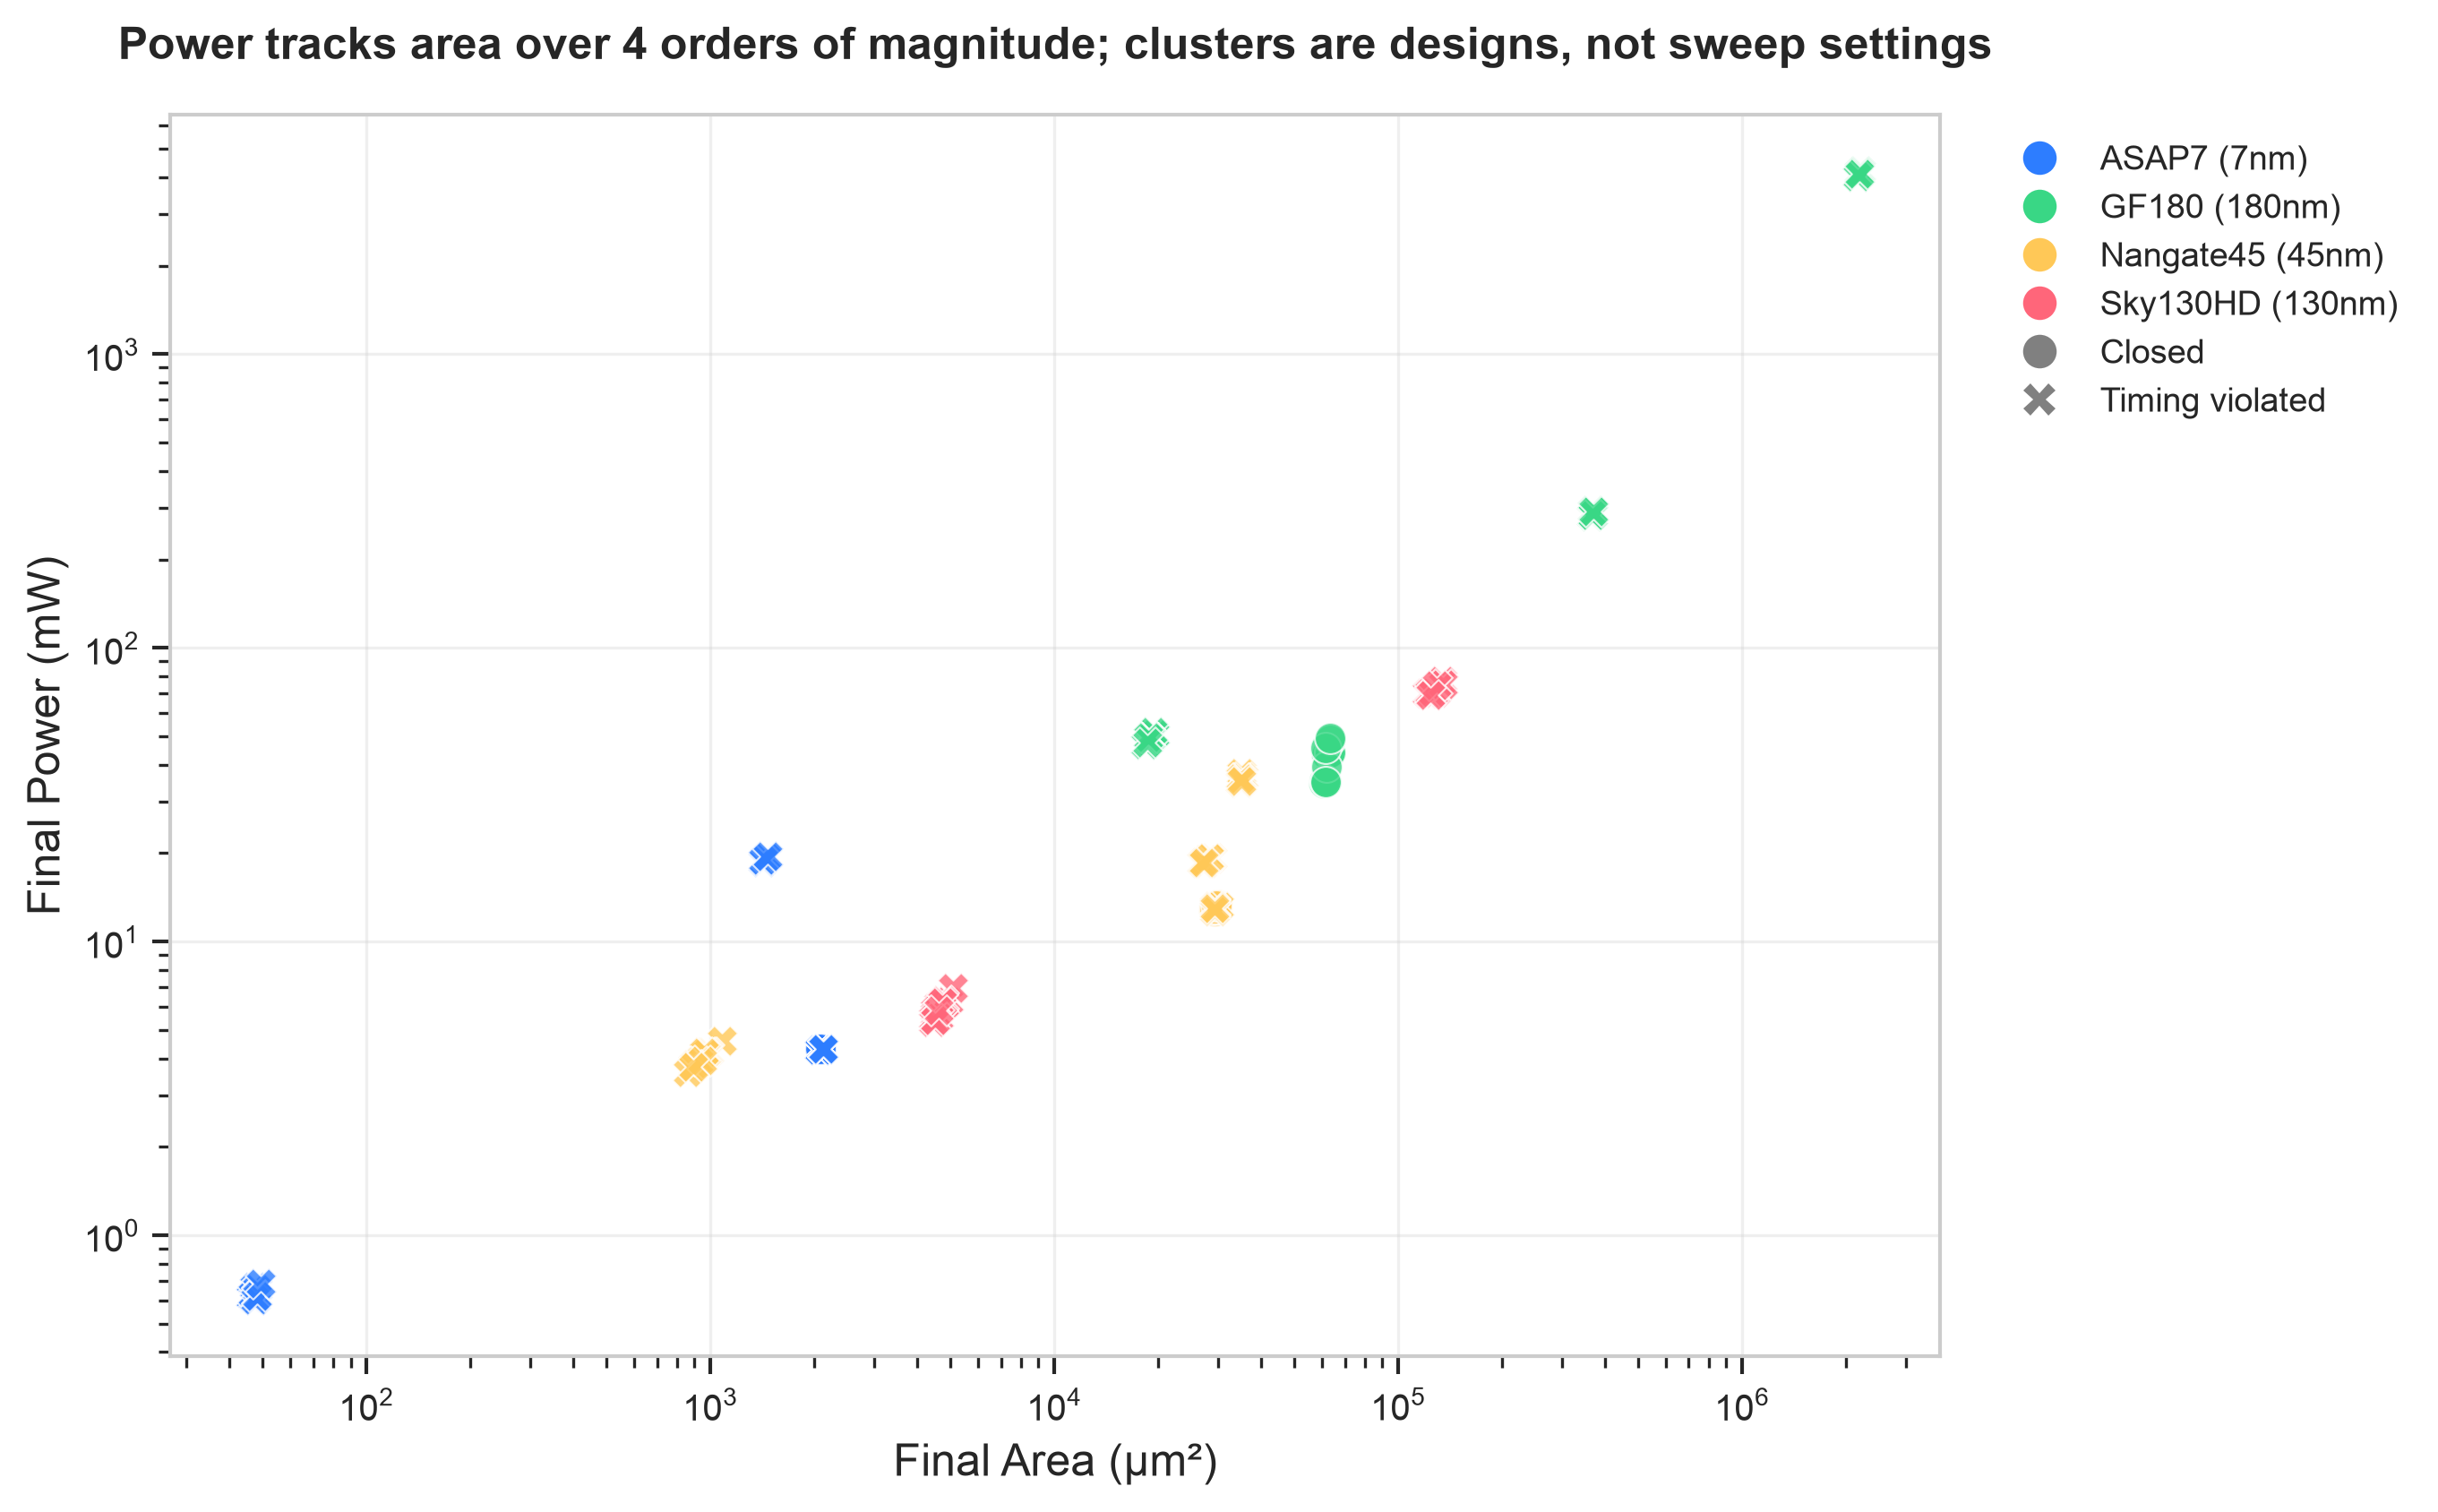 Power tracks area over 4 orders of magnitude; clusters are designs, not sweep settings
ASAP7 (7nm)
GF180 (180nm)
Nangate45 (45nm)
Sky130HD (130nm)
Closed
Timing violated
Final Power (mW)
10³
10²
10¹
10⁰
10²
10³
10⁴
10⁵
10⁶
Final Area (μm²)